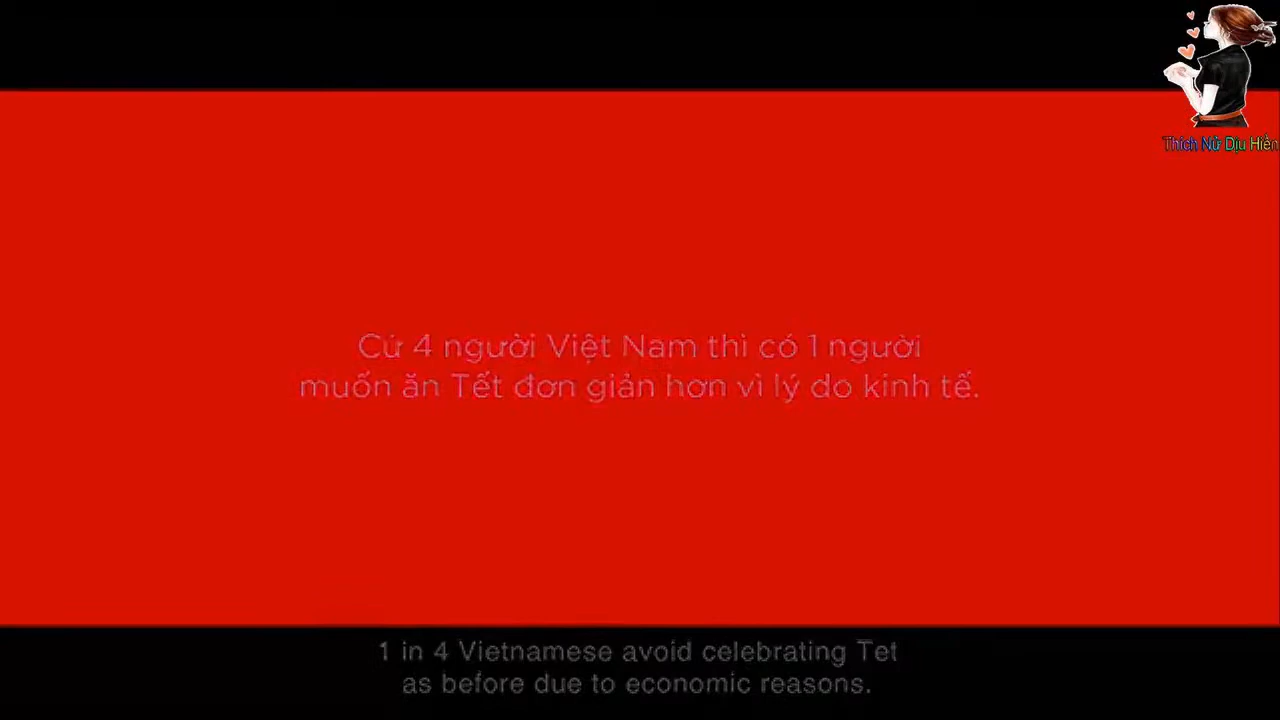 Thích Nữ Dịu Hiền
Cứ 4 người Việt Nam thì có 1 người
muốn ăn Tết đơn giản hơn vì lý do kinh tế.
1 in 4 Vietnamese avoid celebrating Tet
as before due to economic reasons.